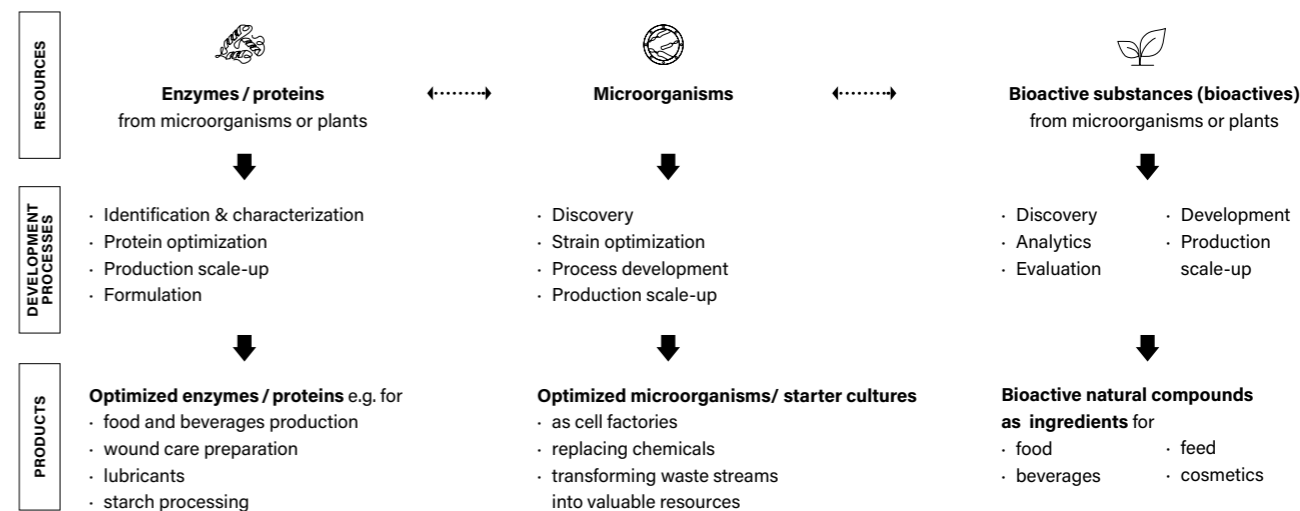 RESOURCES
Enzymes / proteins
from microorganisms or plants
Microorganisms
Bioactive substances (bioactives)
from microorganisms or plants
DEVELOPMENT
PROCESSES
· Identification & characterization
· Protein optimization
· Production scale-up
· Formulation
· Discovery
· Strain optimization
· Process development
· Production scale-up
· Discovery
· Analytics
· Evaluation
· Development
· Production
scale-up
PRODUCTS
Optimized enzymes / proteins e.g. for
· food and beverages production
· wound care preparation
· lubricants
· starch processing
Optimized microorganisms/ starter cultures
· as cell factories
· replacing chemicals
· transforming waste streams
into valuable resources
Bioactive natural compounds
as ingredients for
· food
· beverages
· feed
· cosmetics